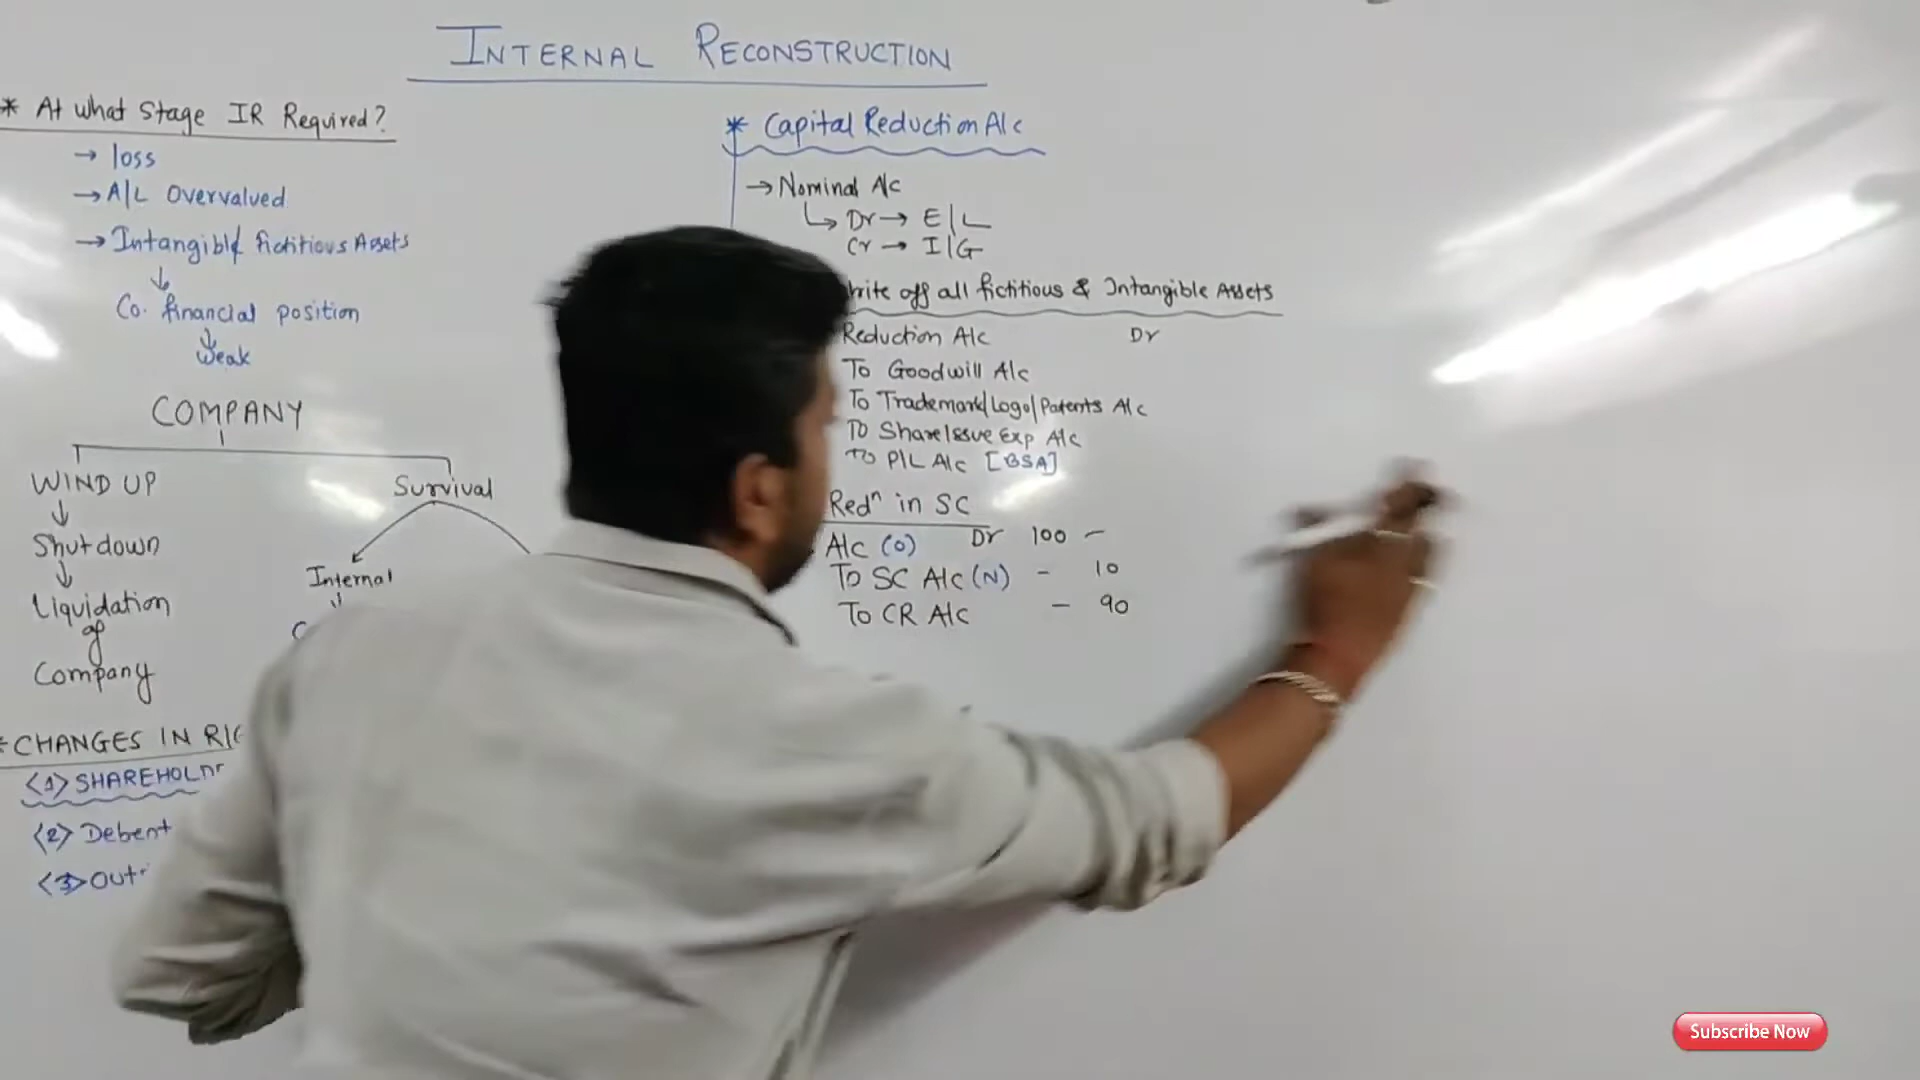 INTERNAL RECONSTRUCTION
* At what Stage IR Required?
→ loss
→ A/L Overvalued
→ Intangible fictitious Assets
Co. financial position
weak
COMPANY
WIND UP
Shutdown
Liquidation
of
Company
Survival
Internal
* CHANGES IN
<1> SHAREHOLD
<2> Debent
<3> Out
* Capital Reduction A/c
→ Nominal A/c
Dr → E/L
Cr → I/G
off all fictitious & Intangible Assets
Reduction A/c Dr
To Goodwill A/c
To Trademark/Logo/Patents A/c
To Share Issue Exp A/c
To P/L A/c [BSA]
Redⁿ in SC
A/c (O) Dr 100 –
To SC A/c (N) – 10
To CR A/c – 90
Subscribe Now